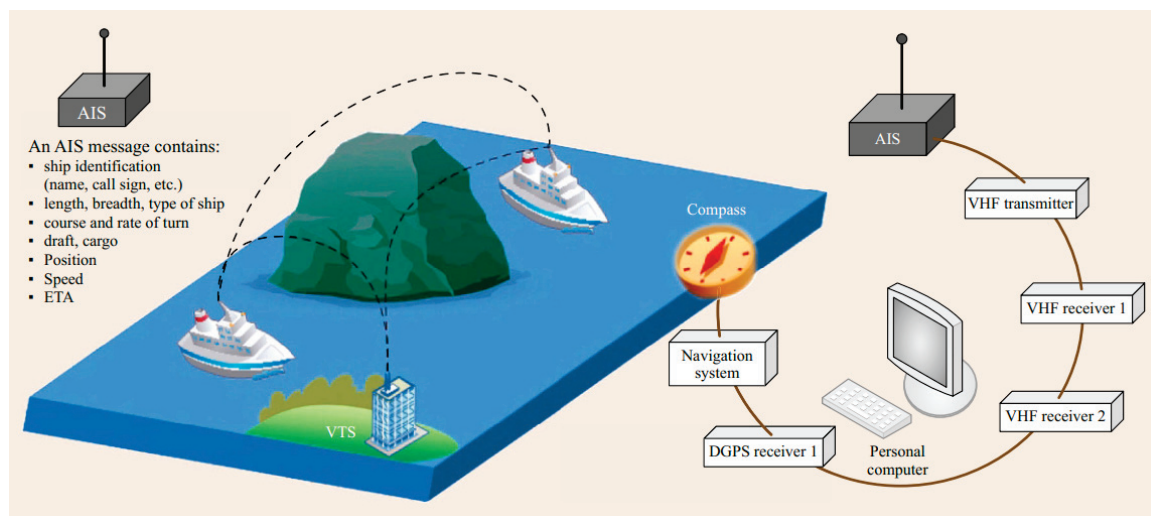 AIS
An AIS message contains:
▪ ship identification
(name, call sign, etc.)
▪ length, breadth, type of ship
▪ course and rate of turn
▪ draft, cargo
▪ Position
▪ Speed
▪ ETA
VTS
Compass
Navigation
system
DGPS receiver 1
AIS
VHF transmitter
VHF receiver 1
VHF receiver 2
Personal
computer